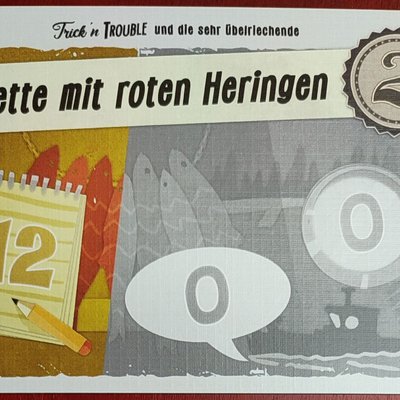 Trick 'n TROUBLE und die sehr übelriechende
ette mit roten Heringen
2
12
0
0